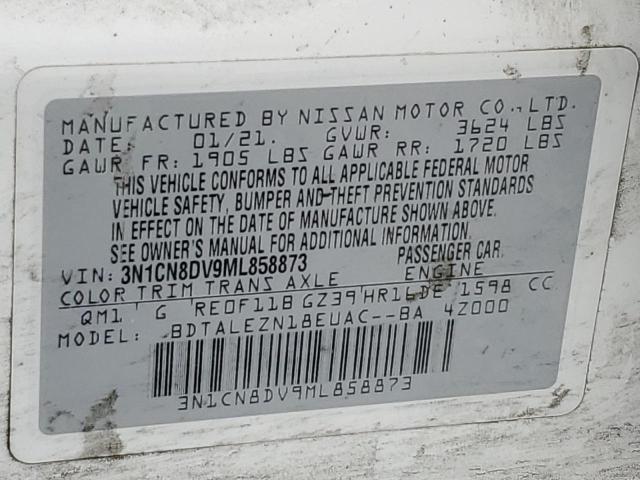 MANUFACTURED BY NISSAN MOTOR CO., LTD.
DATE: 01/21. GVWR: 3624 LBS
GAWR FR: 1905 LBS GAWR RR: 1720 LBS
THIS VEHICLE CONFORMS TO ALL APPLICABLE FEDERAL MOTOR
VEHICLE SAFETY, BUMPER AND THEFT PREVENTION STANDARDS
IN EFFECT ON THE DATE OF MANUFACTURE SHOWN ABOVE.
SEE OWNER'S MANUAL FOR ADDITIONAL INFORMATION.
VIN: 3N1CN8DV9ML858873 PASSENGER CAR.
COLOR TRIM TRANS AXLE ENGINE
QM1 G RE0F11B GZ39 HR16DE 1598 CC
MODEL: BDTALEZN18EUAC--BA 4Z000
3N1CN8DV9ML858873